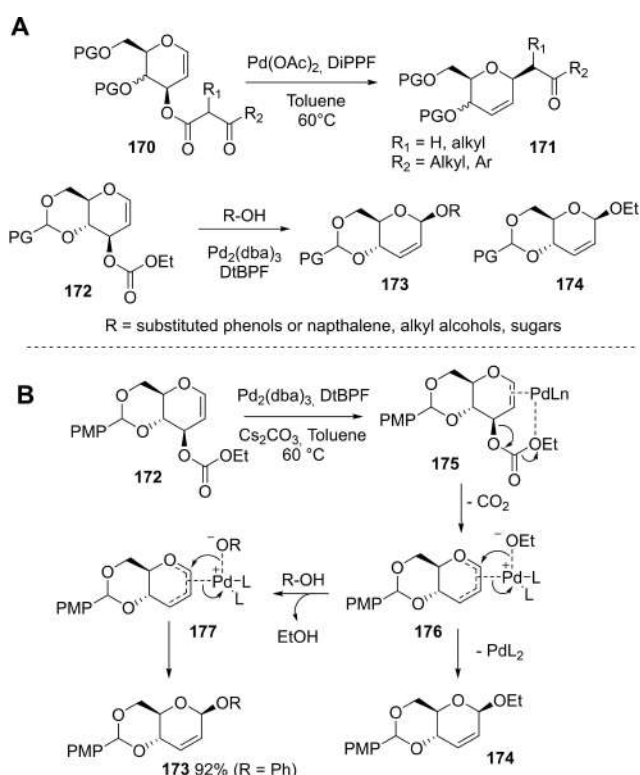 A
PGO
O
PGO
O
R1
R2
O O
170
Pd(OAc)2, DiPPF
Toluene
60°C
PGO
O
R1
R2
PGO
O
R1 = H, alkyl
R2 = Alkyl, Ar
171
O
O
PG
O
O
OEt
O
172
R-OH
Pd2(dba)3
DtBPF
O
O
OR
PG
O
173
O
O
OEt
PG
O
174
R = substituted phenols or napthalene, alkyl alcohols, sugars
B
O
O
PMP
O
O
OEt
O
172
Pd2(dba)3, DtBPF
Cs2CO3, Toluene
60 °C
O
O
PdLn
PMP
O
O
OEt
O
175
- CO2
O
O
−
OR
+
Pd-L
L
PMP
O
177
R-OH
EtOH
O
O
−
OEt
+
Pd-L
L
PMP
O
176
- PdL2
O
O
OR
PMP
O
173 92% (R = Ph)
O
O
OEt
PMP
O
174